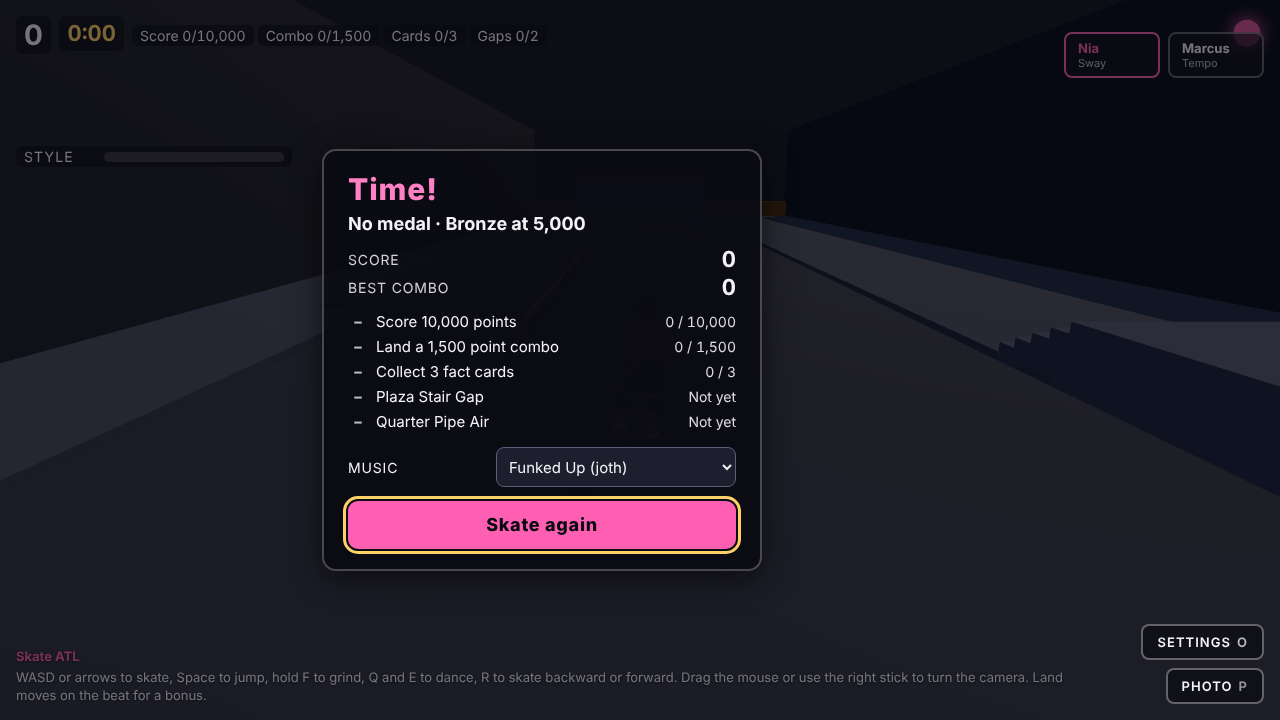 0
0:00
Score 0/10,000
Combo 0/1,500
Cards 0/3
Gaps 0/2
Nia
Sway
Marcus
Tempo
STYLE
Time!
No medal · Bronze at 5,000
SCORE 0
BEST COMBO 0
– Score 10,000 points 0 / 10,000
– Land a 1,500 point combo 0 / 1,500
– Collect 3 fact cards 0 / 3
– Plaza Stair Gap Not yet
– Quarter Pipe Air Not yet
MUSIC Funked Up (joth)
Skate again
SETTINGS O
PHOTO P
Skate ATL
WASD or arrows to skate, Space to jump, hold F to grind, Q and E to dance, R to skate backward or forward. Drag the mouse or use the right stick to turn the camera. Land
moves on the beat for a bonus.